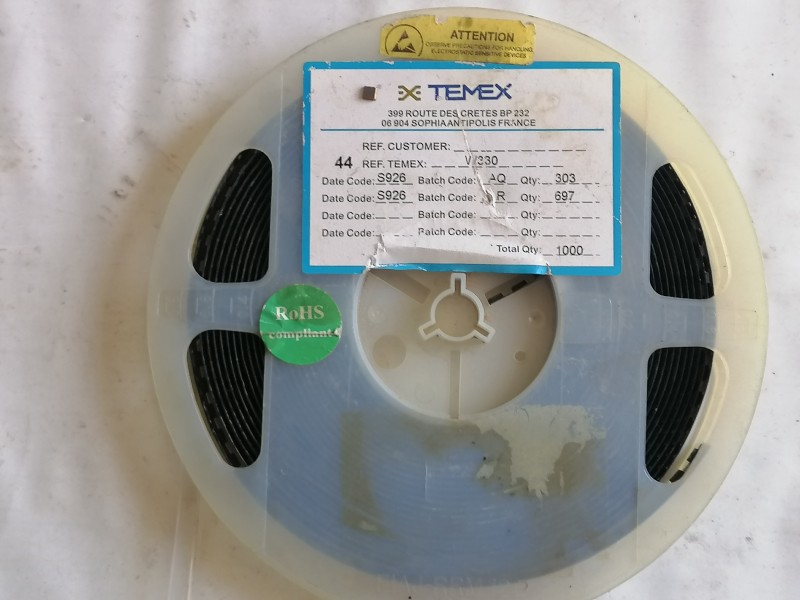 ATTENTION
OBSERVE PRECAUTIONS FOR HANDLING
ELECTROSTATIC SENSITIVE DEVICES
TEMEX
399 ROUTE DES CRETES BP 232
06 904 SOPHIA ANTIPOLIS FRANCE
REF. CUSTOMER:
44 REF. TEMEX: W330
Date Code: S926 Batch Code: AQ Qty: 303
Date Code: S926 Batch Code: R Qty: 697
Date Code: Batch Code: Qty:
Date Code: Batch Code: Qty:
Total Qty: 1000
RoHS
compliant